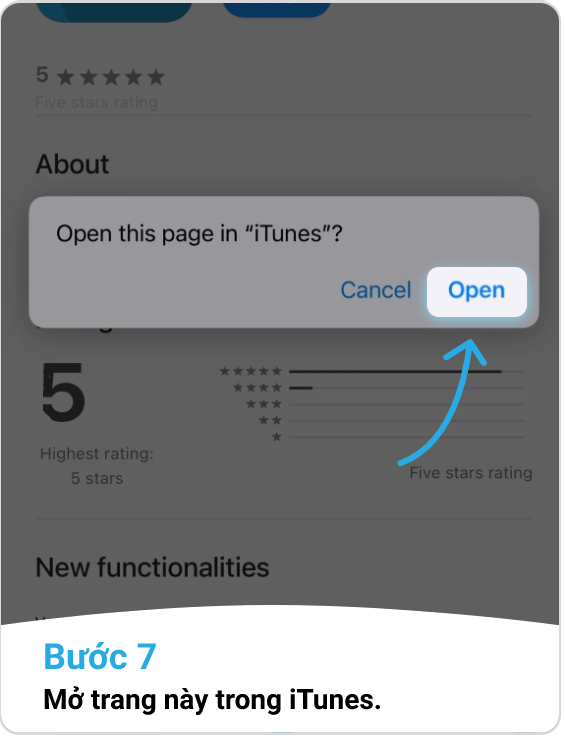 5 ★★★★★
Five stars rating
About
Open this page in “iTunes”?
Cancel
Open
5
★★★★★
★★★★
★★★
★★
★
Highest rating:
5 stars
Five stars rating
New functionalities
Bước 7
Mở trang này trong iTunes.